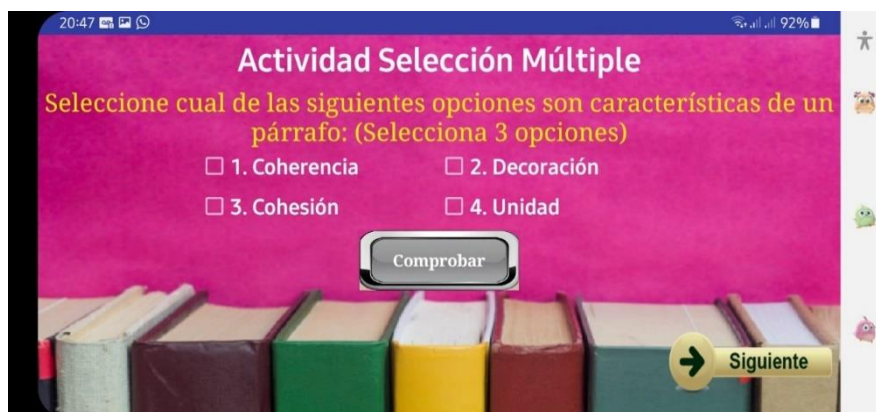 20:47
92%
Actividad Selección Múltiple
Seleccione cual de las siguientes opciones son características de un
párrafo: (Selecciona 3 opciones)
1. Coherencia
2. Decoración
3. Cohesión
4. Unidad
Comprobar
Siguiente